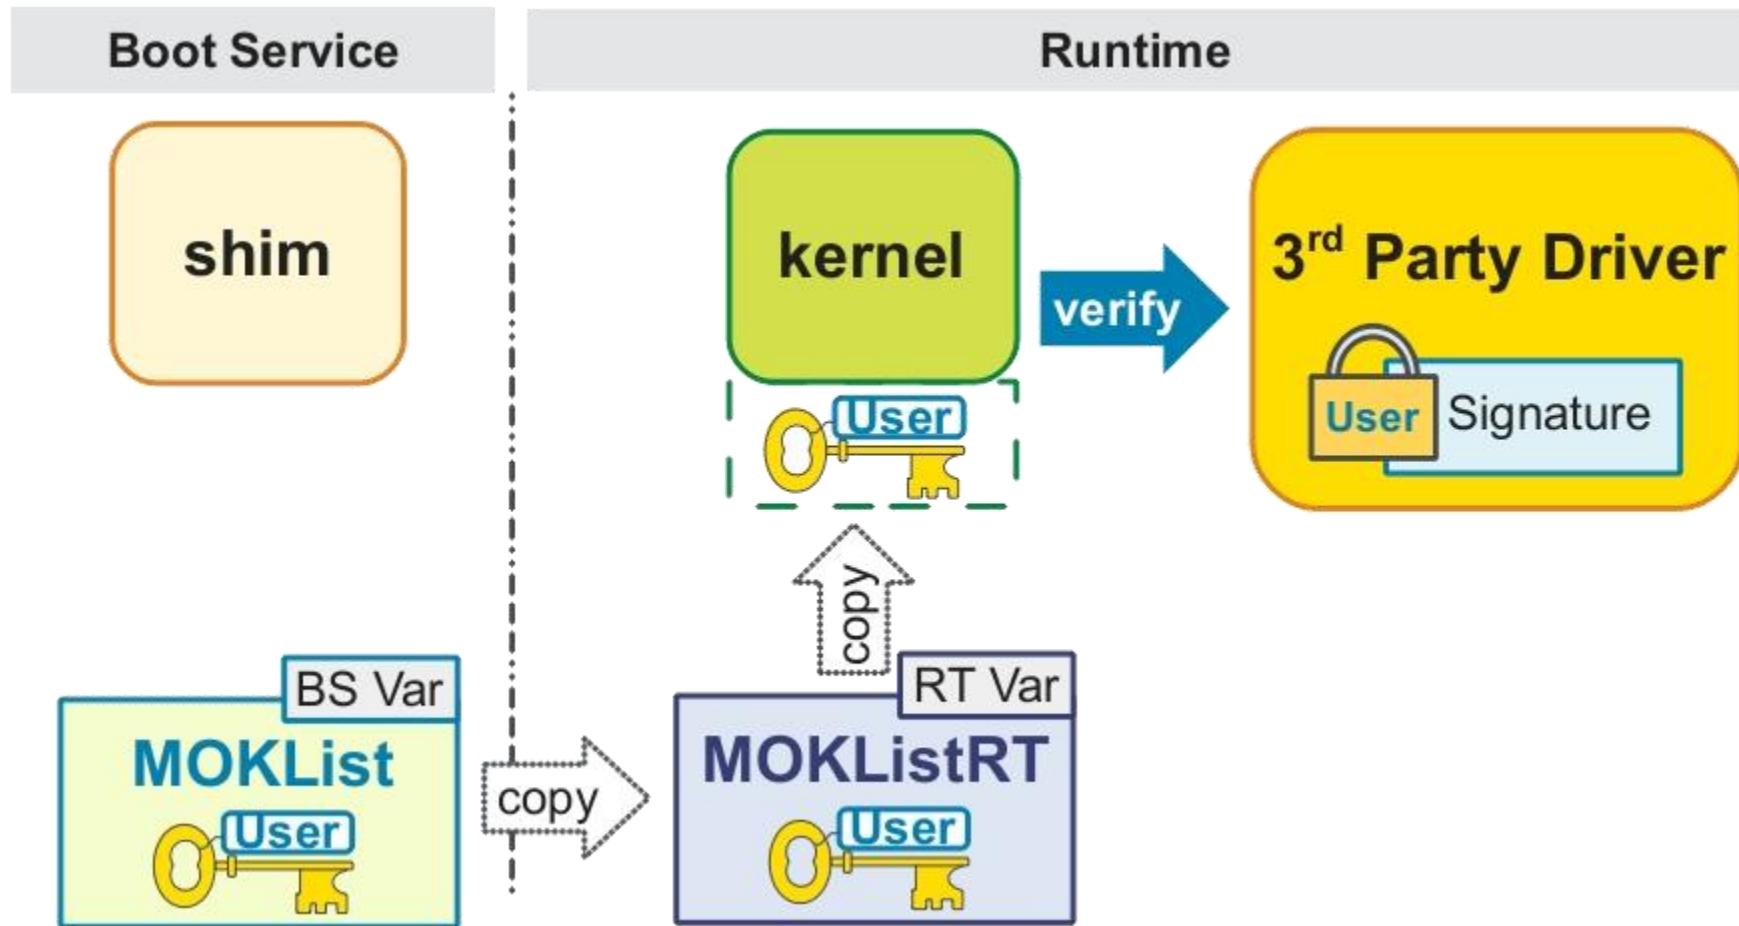 Boot Service
Runtime
shim
kernel
verify
3rd Party Driver
User
Signature
User
copy
BS Var
MOKList
User
copy
RT Var
MOKListRT
User